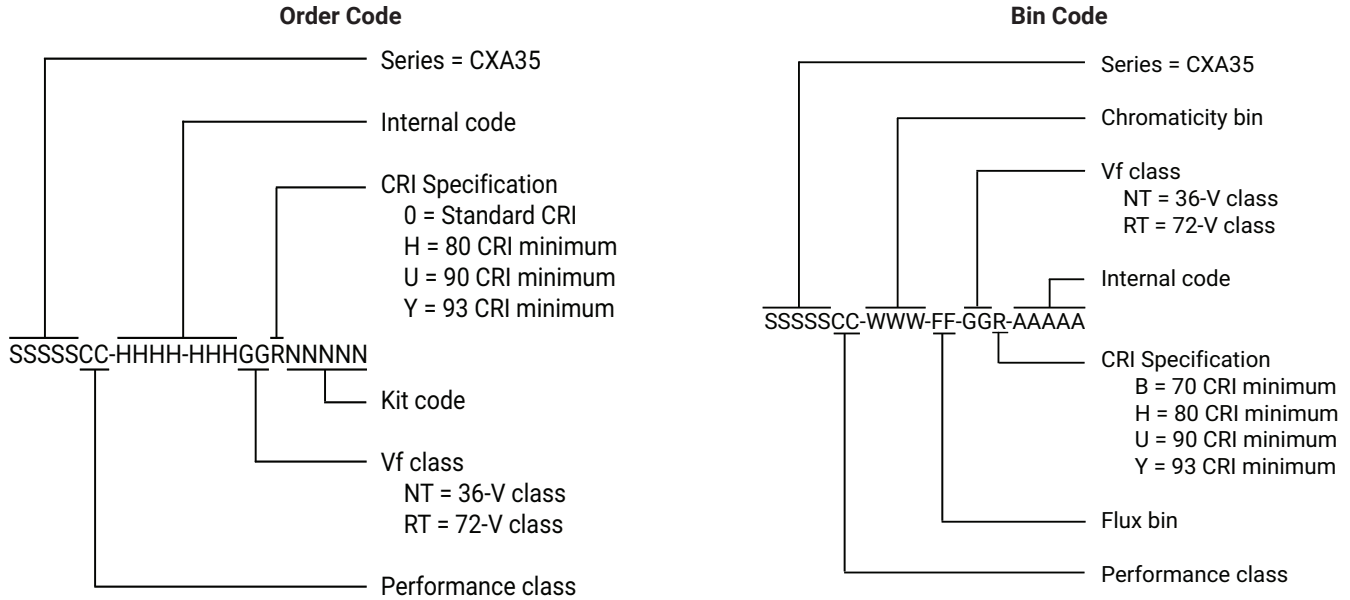 Order Code
Series = CXA35
Internal code
CRI Specification
0 = Standard CRI
H = 80 CRI minimum
U = 90 CRI minimum
Y = 93 CRI minimum
SSSSSCC-HHHH-HHHGGRNNNNN
Kit code
Vf class
NT = 36-V class
RT = 72-V class
Performance class
Bin Code
Series = CXA35
Chromaticity bin
Vf class
NT = 36-V class
RT = 72-V class
Internal code
SSSSSCC-WWW-FF-GGR-AAAAA
CRI Specification
B = 70 CRI minimum
H = 80 CRI minimum
U = 90 CRI minimum
Y = 93 CRI minimum
Flux bin
Performance class